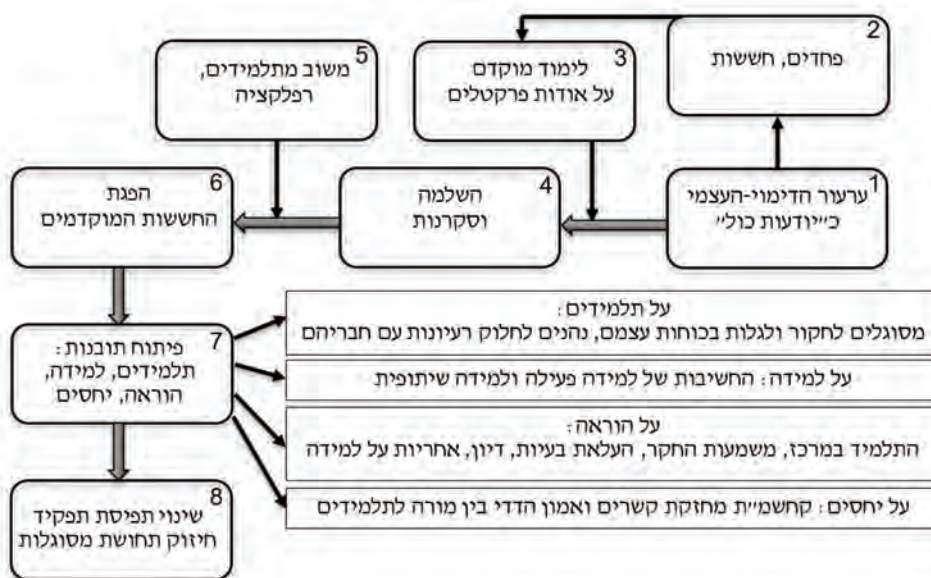 1
ערעור הדימוי-העצמי
כ״יודעות כול״
2
פחדים, חששות
3
לימוד מוקדם
על אודות פרקטלים
4
השלמה
וסקרנות
5
משוב מתלמידים,
רפלקציה
6
הפגת
החששות המוקדמים
7
פיתוח תובנות:
תלמידים, למידה,
הוראה, יחסים
על תלמידים:
מסוגלים לחקור ולגלות בכוחות עצמם, נהנים לחלוק רעיונות עם חבריהם
על למידה: החשיבות של למידה פעילה ולמידה שיתופית
על הוראה:
התלמיד במרכז, משמעות החקר, העלאת בעיות, דיון, אחריות על למידה
על יחסים: קחשמ״ת מחזקת קשרים ואמון הדדי בין מורה לתלמידים
8
שינוי תפיסת תפקיד
חיזוק תחושת מסוגלות